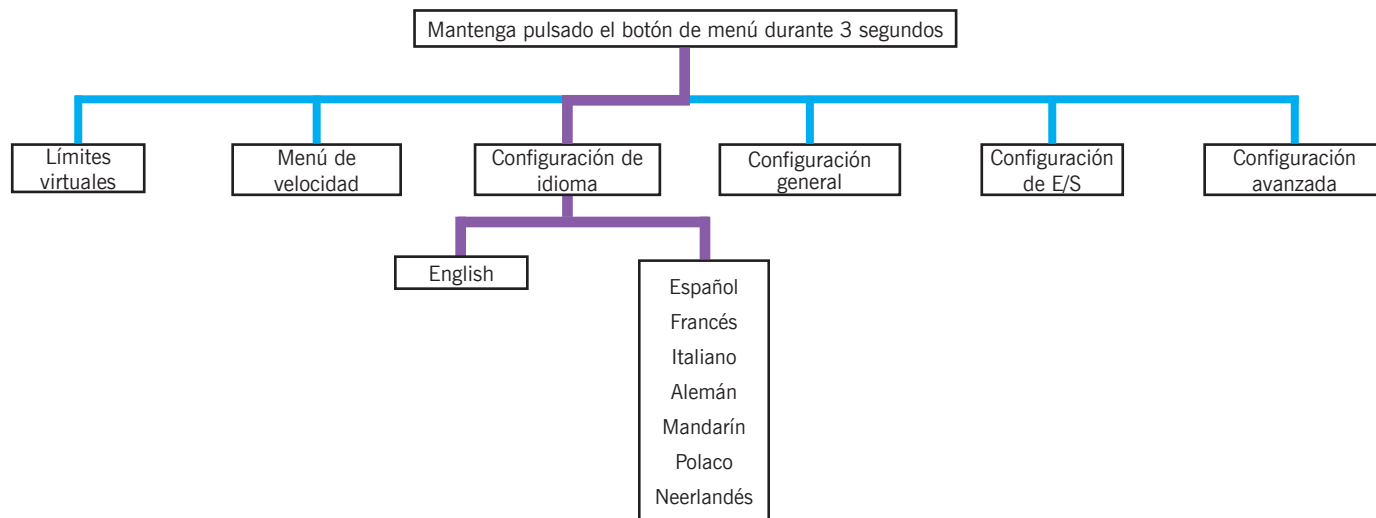 Mantenga pulsado el botón de menú durante 3 segundos
Límites
virtuales
Menú de
velocidad
Configuración de
idioma
Configuración
general
Configuración
de E/S
Configuración
avanzada
English
Español
Francés
Italiano
Alemán
Mandarín
Polaco
Neerlandés